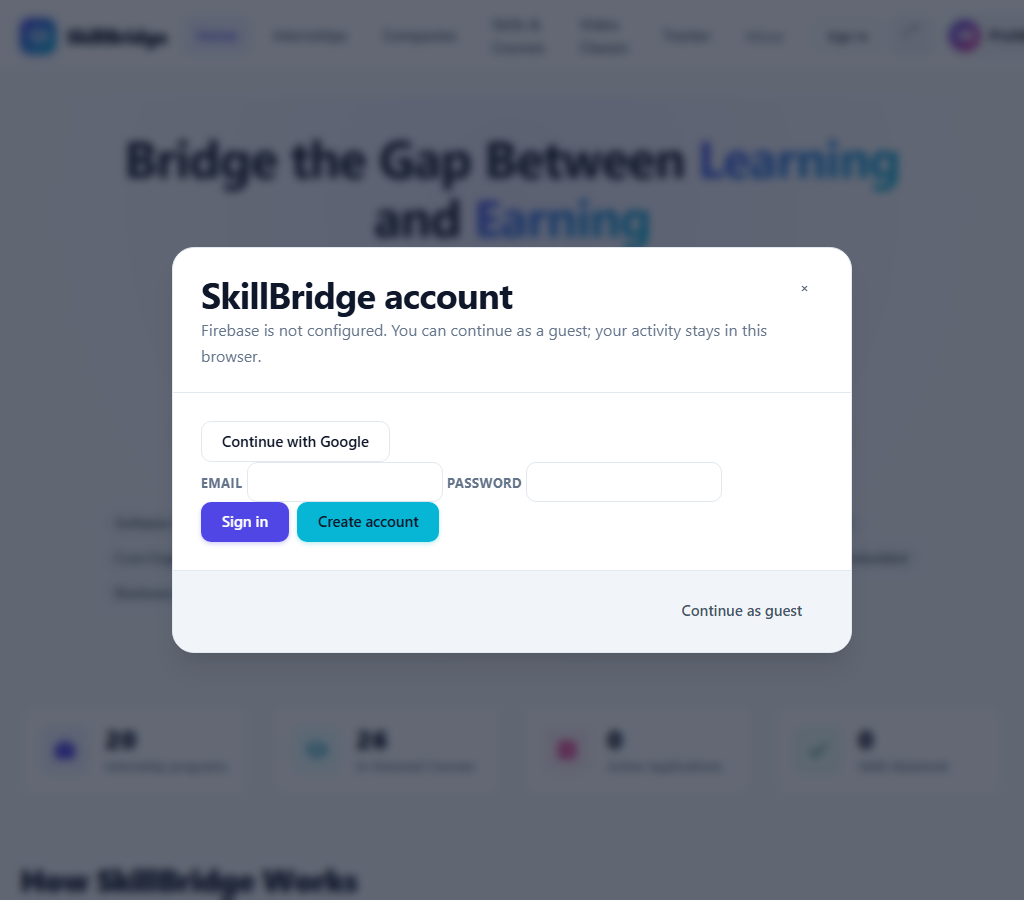 SkillBridge Home Internships Companies Skills & Courses Video Classes Tracker About Sign in
Bridge the Gap Between Learning
and Earning
SkillBridge account
×
Firebase is not configured. You can continue as a guest; your activity stays in this
browser.
Continue with Google
EMAIL PASSWORD
Sign in Create account
Continue as guest
20 26 0 0
How SkillBridge Works